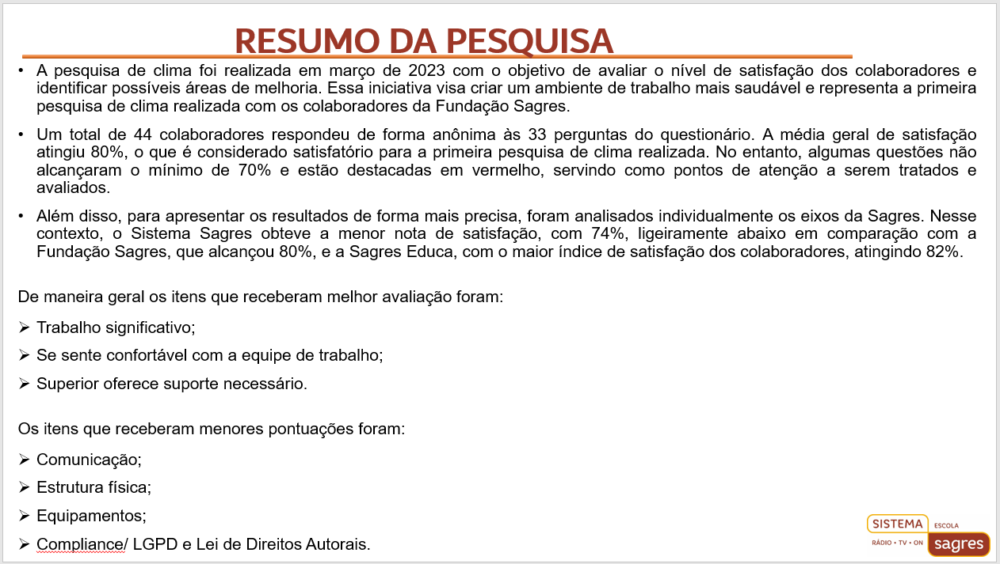 RESUMO DA PESQUISA
• A pesquisa de clima foi realizada em março de 2023 com o objetivo de avaliar o nível de satisfação dos colaboradores e
identificar possíveis áreas de melhoria. Essa iniciativa visa criar um ambiente de trabalho mais saudável e representa a primeira
pesquisa de clima realizada com os colaboradores da Fundação Sagres.
• Um total de 44 colaboradores respondeu de forma anônima às 33 perguntas do questionário. A média geral de satisfação
atingiu 80%, o que é considerado satisfatório para a primeira pesquisa de clima realizada. No entanto, algumas questões não
alcançaram o mínimo de 70% e estão destacadas em vermelho, servindo como pontos de atenção a serem tratados e
avaliados.
• Além disso, para apresentar os resultados de forma mais precisa, foram analisados individualmente os eixos da Sagres. Nesse
contexto, o Sistema Sagres obteve a menor nota de satisfação, com 74%, ligeiramente abaixo em comparação com a
Fundação Sagres, que alcançou 80%, e a Sagres Educa, com o maior índice de satisfação dos colaboradores, atingindo 82%.
De maneira geral os itens que receberam melhor avaliação foram:
➢ Trabalho significativo;
➢ Se sente confortável com a equipe de trabalho;
➢ Superior oferece suporte necessário.
Os itens que receberam menores pontuações foram:
➢ Comunicação;
➢ Estrutura física;
➢ Equipamentos;
➢ Compliance/ LGPD e Lei de Direitos Autorais.
SISTEMA ESCOLA
RÁDIO • TV • ON sagres